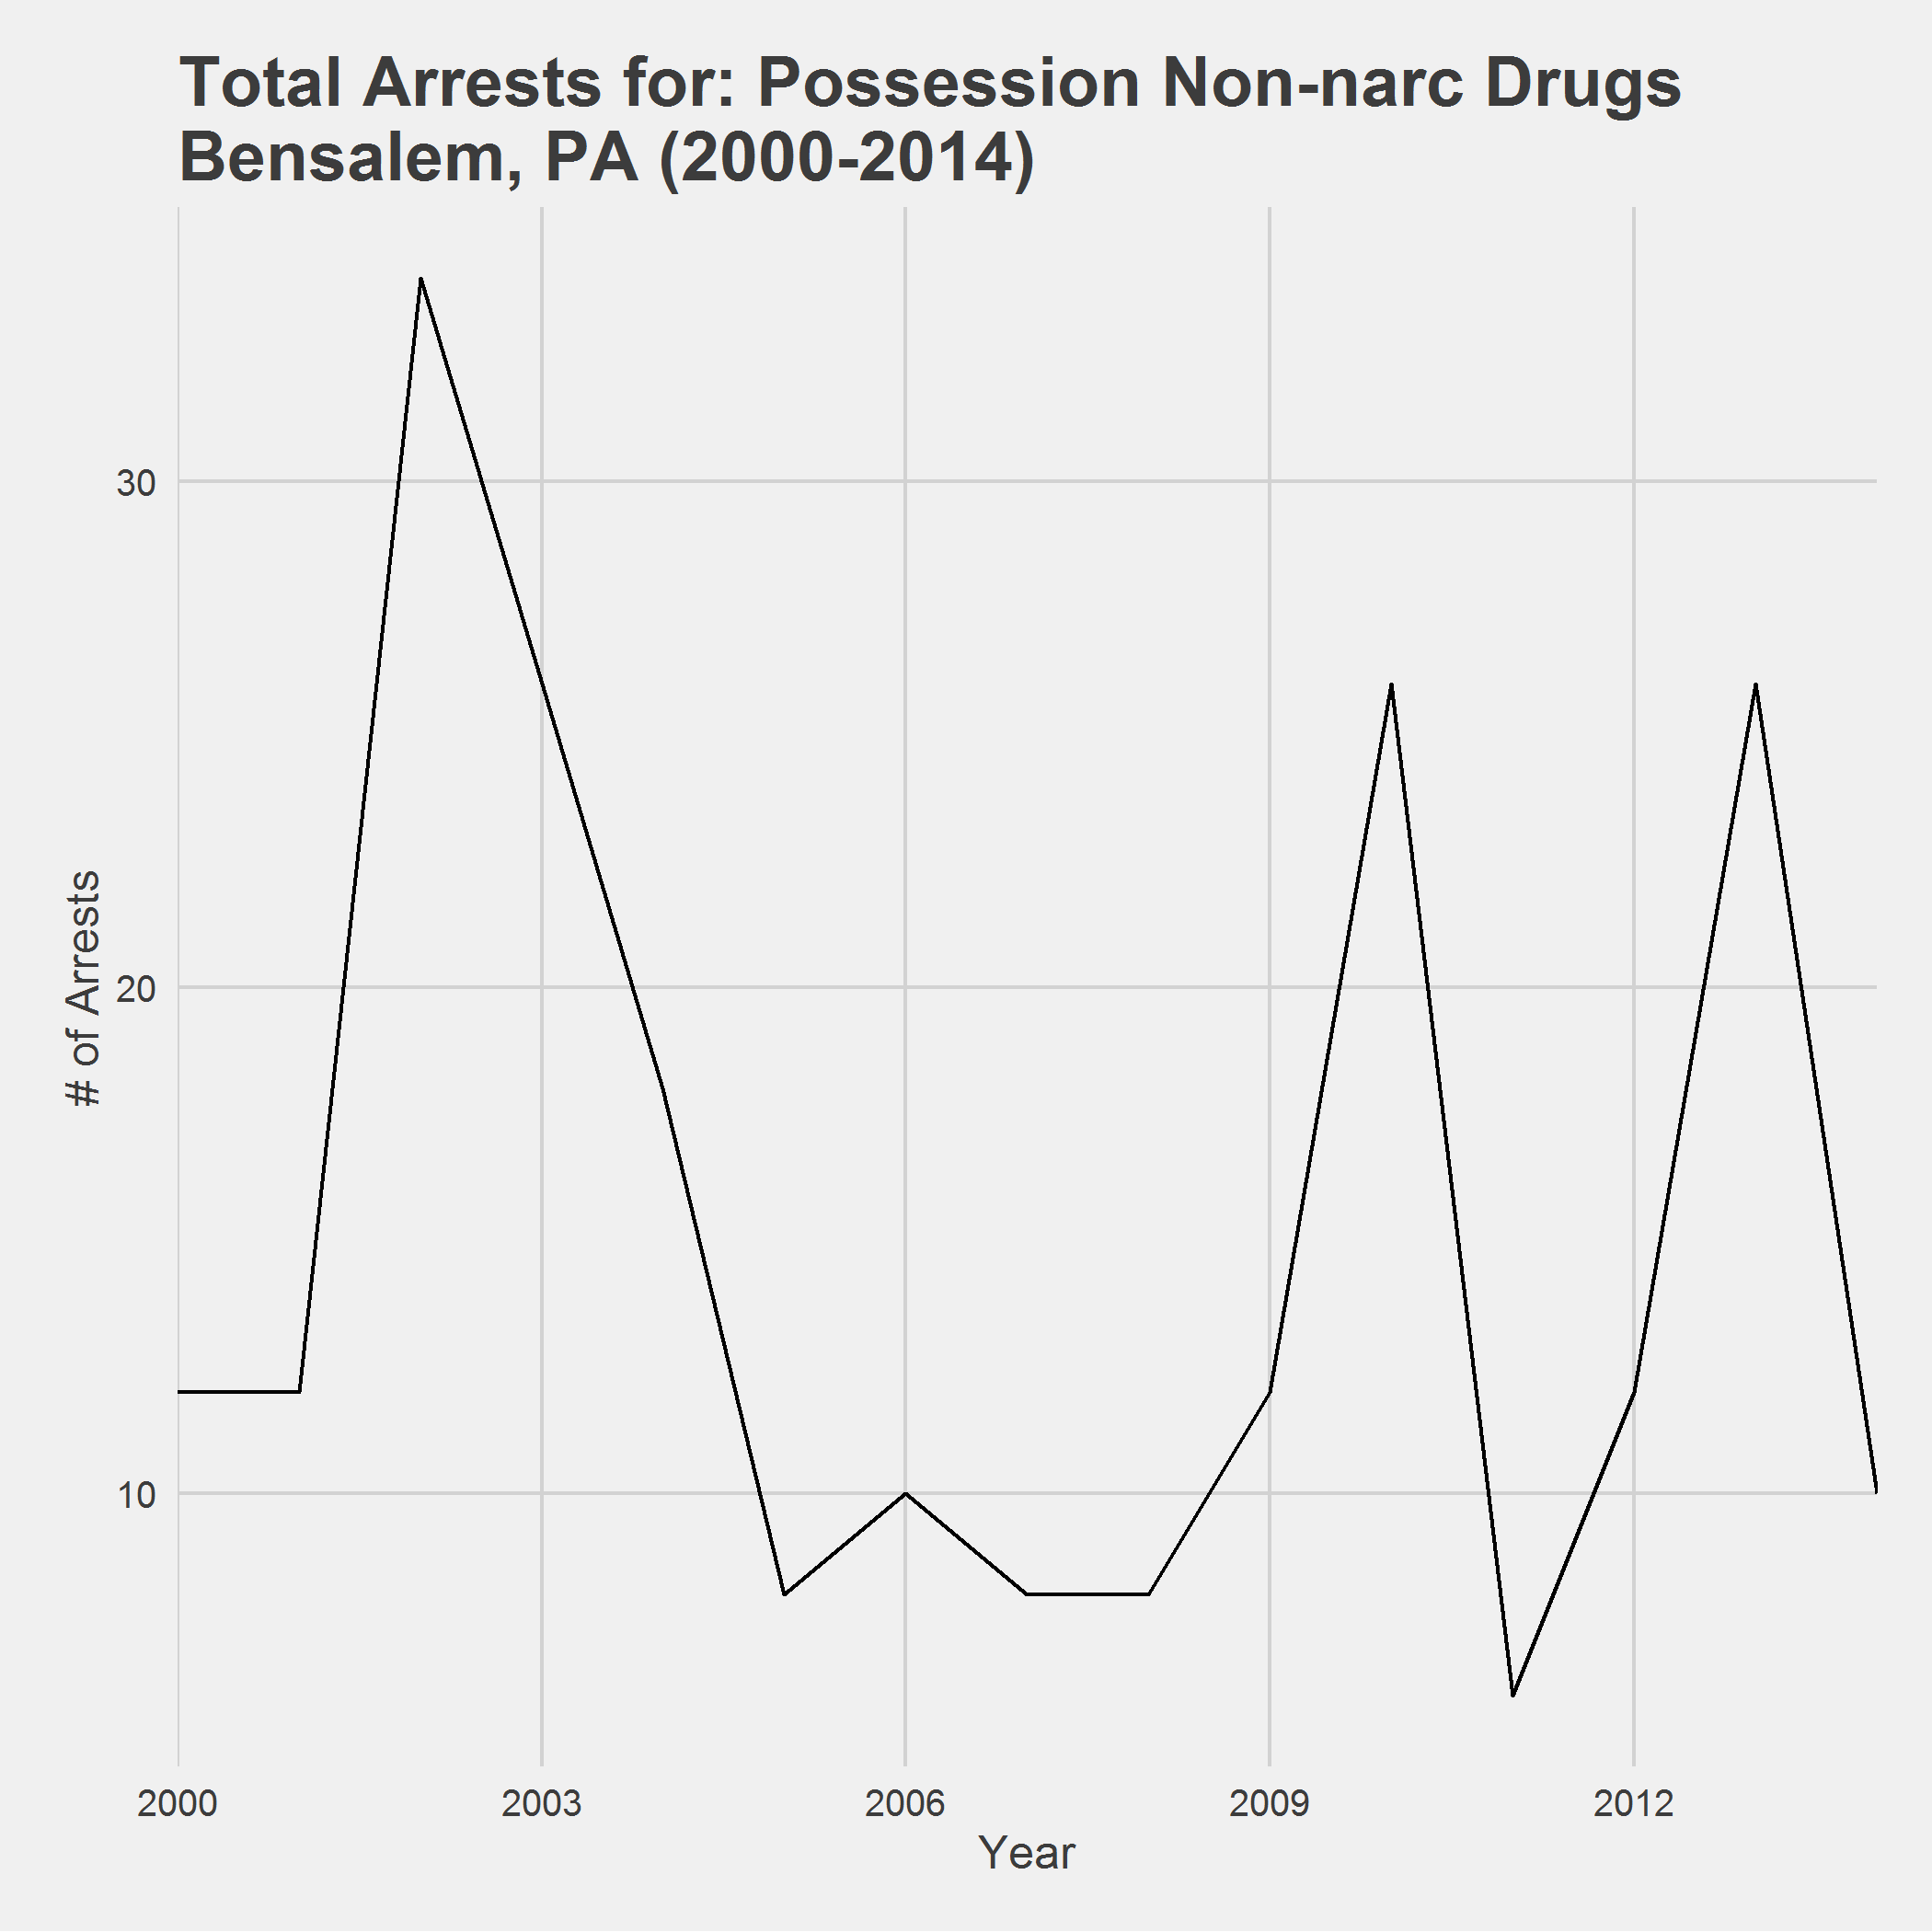 Total Arrests for: Possession Non-narc Drugs
Bensalem, PA (2000-2014)
# of Arrests
30
20
10
2000 2003 2006 2009 2012
Year